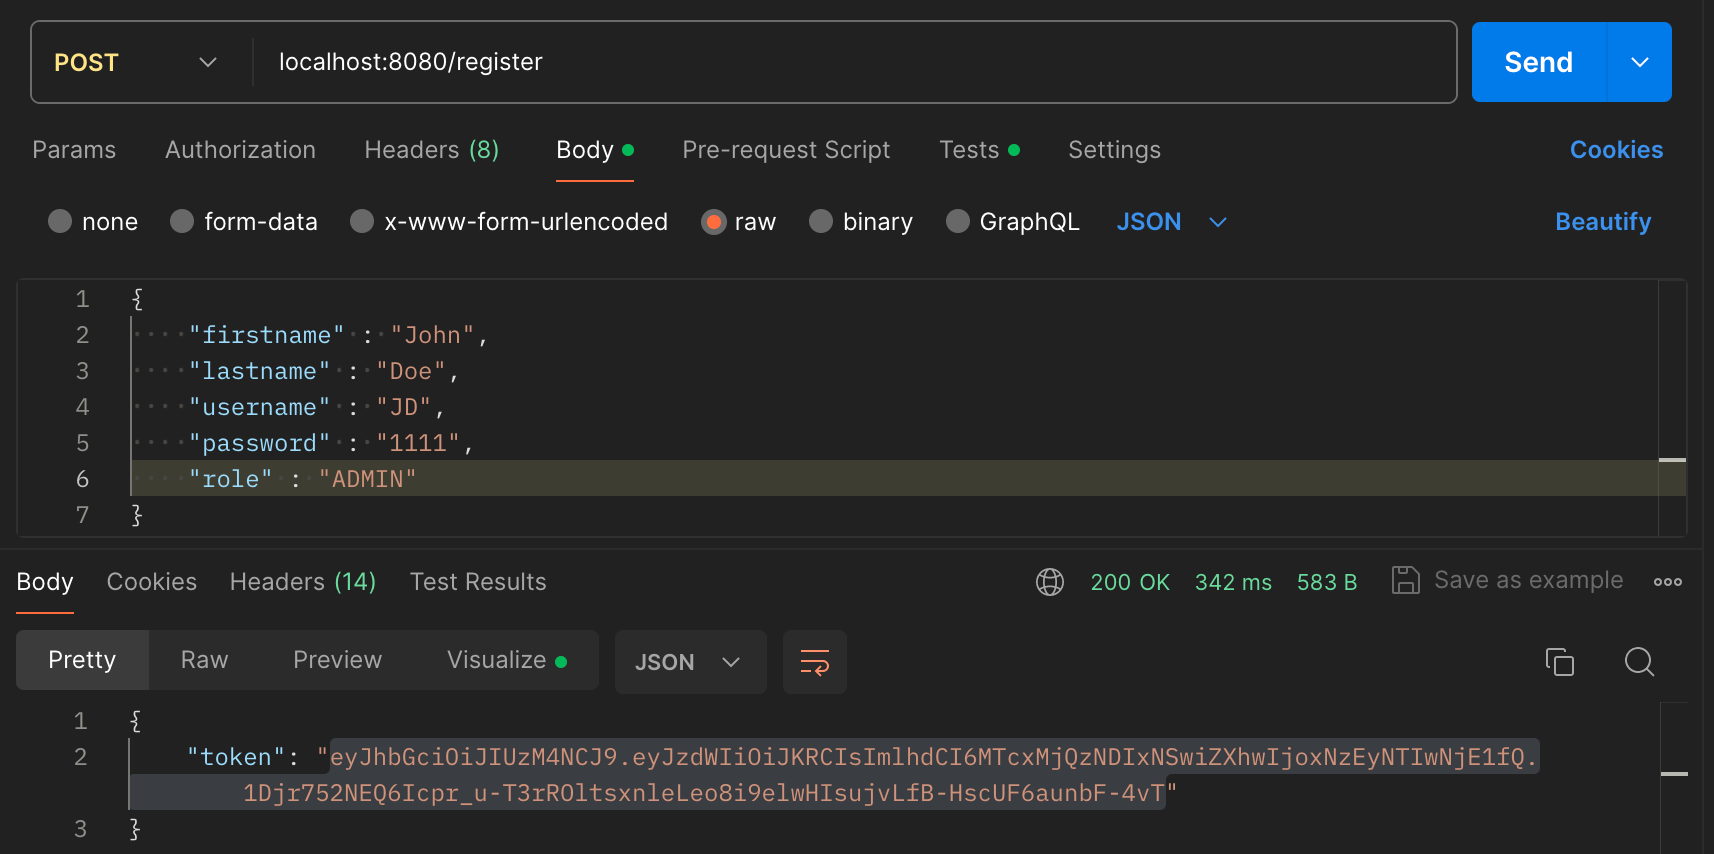 POST localhost:8080/register Send
Params Authorization Headers (8) Body Pre-request Script Tests Settings Cookies
none form-data x-www-form-urlencoded raw binary GraphQL JSON Beautify
1 {
2 "firstname" : "John",
3 "lastname" : "Doe",
4 "username" : "JD",
5 "password" : "1111",
6 "role" : "ADMIN"
7 }
Body Cookies Headers (14) Test Results 200 OK 342 ms 583 B Save as example
Pretty Raw Preview Visualize JSON
1 {
2 "token": "eyJhbGciOiJIUzM4NCJ9.eyJzdWIiOiJKRCIsImlhdCI6MTcxMjQzNDIxNSwiZXhwIjoxNzEyNTIwNjE1fQ.
1Djr752NEQ6Icpr_u-T3rROltsxnleLeo8i9elwHIsujvLfB-HscUF6aunbF-4vT"
3 }